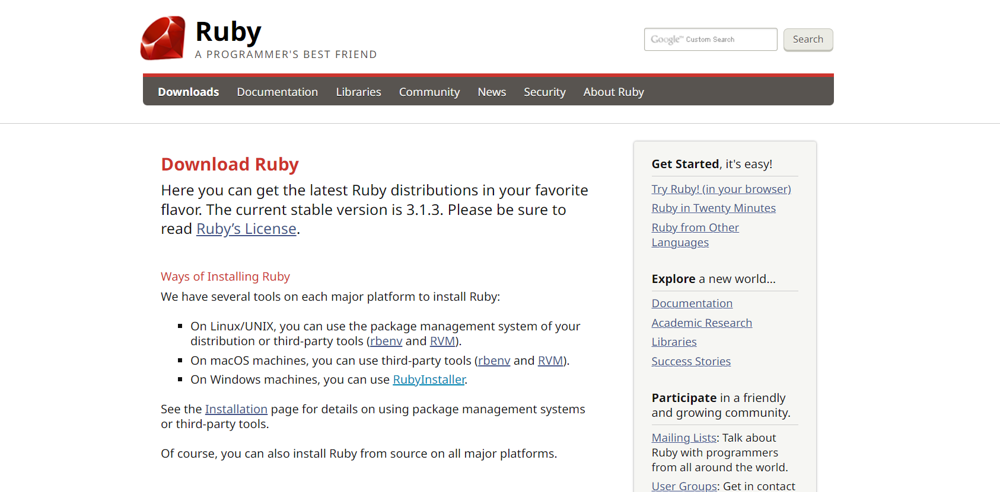 Ruby
A PROGRAMMER'S BEST FRIEND
Google™ Custom Search
Search
Downloads Documentation Libraries Community News Security About Ruby
Download Ruby
Here you can get the latest Ruby distributions in your favorite
flavor. The current stable version is 3.1.3. Please be sure to
read Ruby’s License.
Ways of Installing Ruby
We have several tools on each major platform to install Ruby:
On Linux/UNIX, you can use the package management system of your
distribution or third-party tools (rbenv and RVM).
On macOS machines, you can use third-party tools (rbenv and RVM).
On Windows machines, you can use RubyInstaller.
See the Installation page for details on using package management systems
or third-party tools.
Of course, you can also install Ruby from source on all major platforms.
Get Started, it's easy!
Try Ruby! (in your browser)
Ruby in Twenty Minutes
Ruby from Other
Languages
Explore a new world...
Documentation
Academic Research
Libraries
Success Stories
Participate in a friendly
and growing community.
Mailing Lists: Talk about
Ruby with programmers
from all around the world.
User Groups: Get in contact